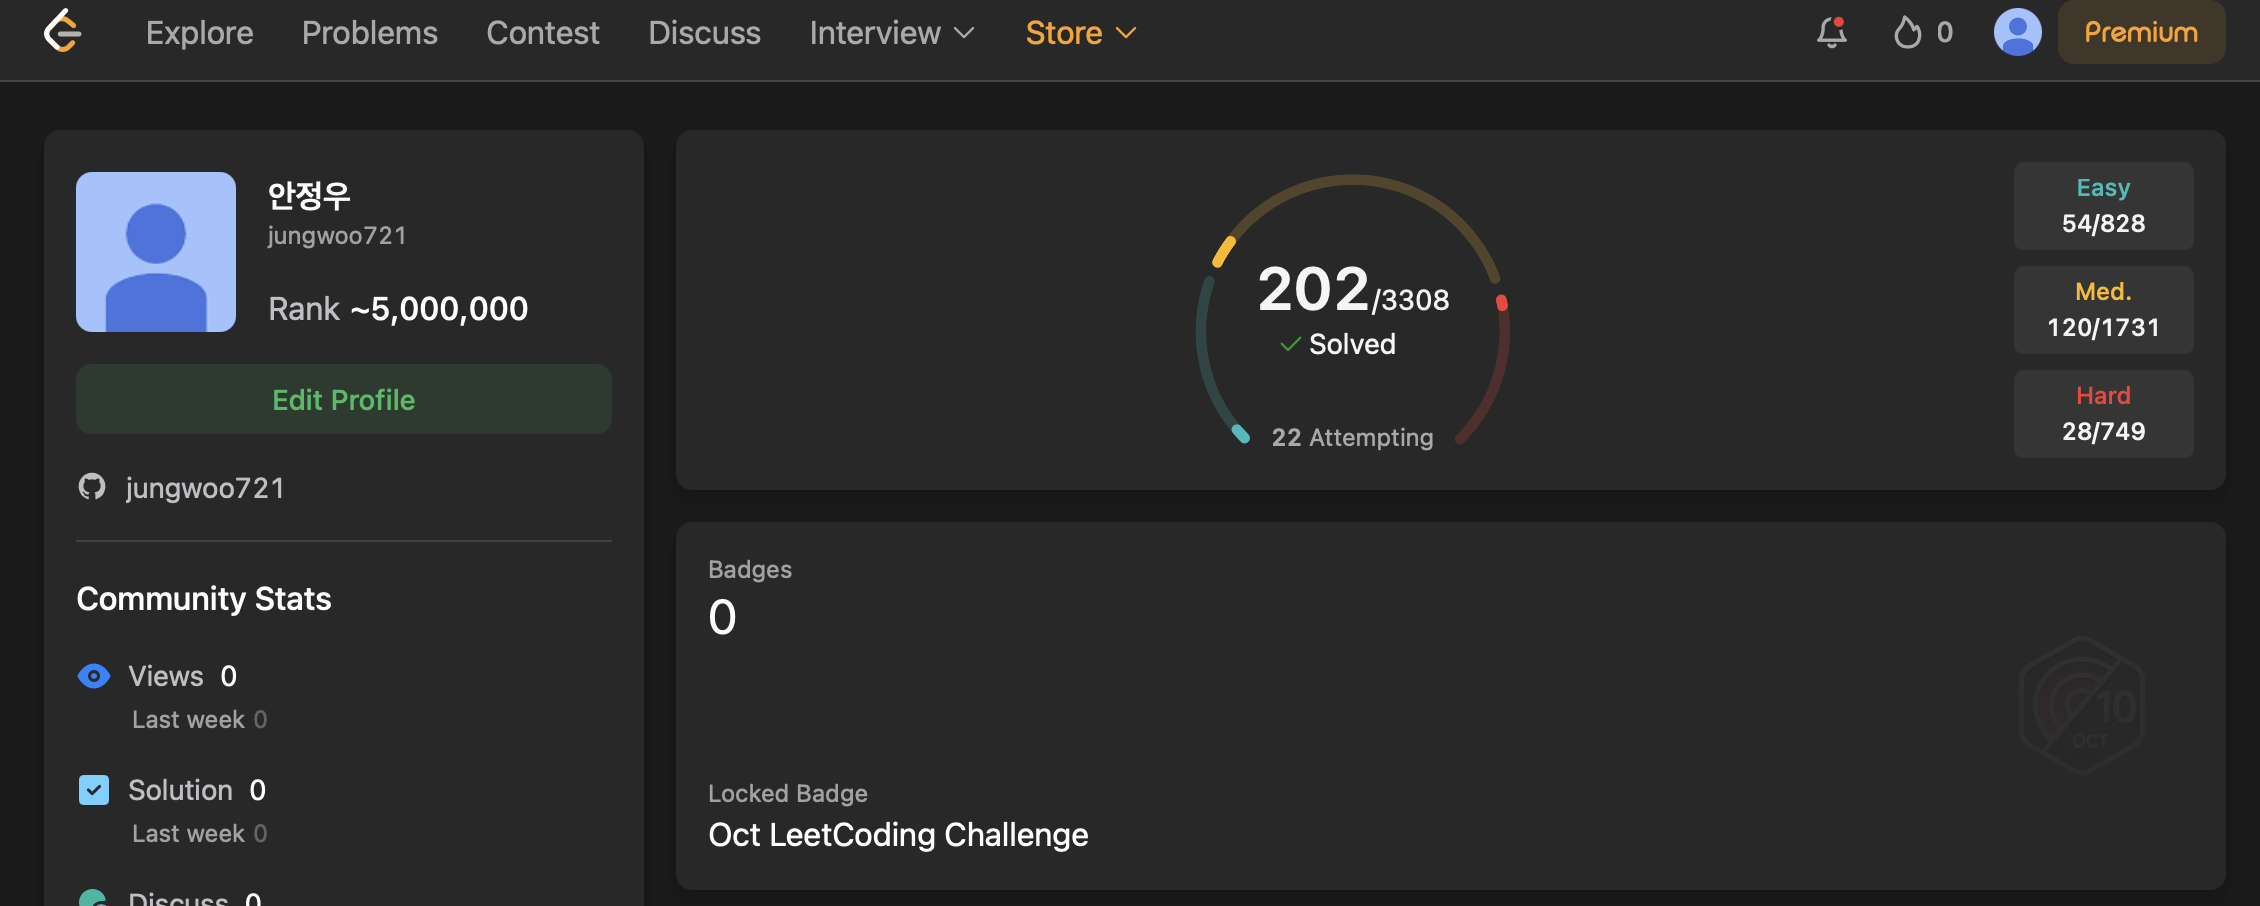 Explore Problems Contest Discuss Interview Store 0 Premium
안정우
jungwoo721
Rank ~5,000,000
Edit Profile
jungwoo721
Community Stats
Views 0
Last week 0
Solution 0
Last week 0
Discuss 0
202/3308
Solved
22 Attempting
Easy
54/828
Med.
120/1731
Hard
28/749
Badges
0
10
OCT
Locked Badge
Oct LeetCoding Challenge